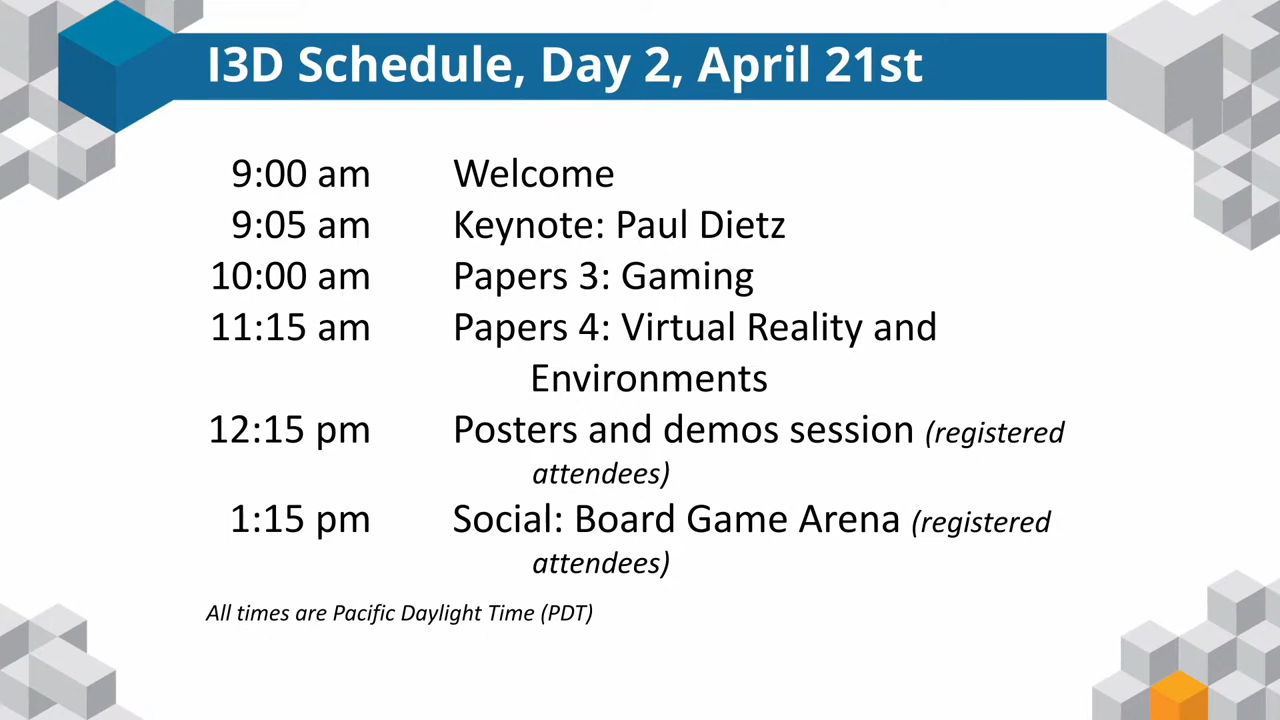 I3D Schedule, Day 2, April 21st
9:00 am Welcome
9:05 am Keynote: Paul Dietz
10:00 am Papers 3: Gaming
11:15 am Papers 4: Virtual Reality and
Environments
12:15 pm Posters and demos session (registered
attendees)
1:15 pm Social: Board Game Arena (registered
attendees)
All times are Pacific Daylight Time (PDT)